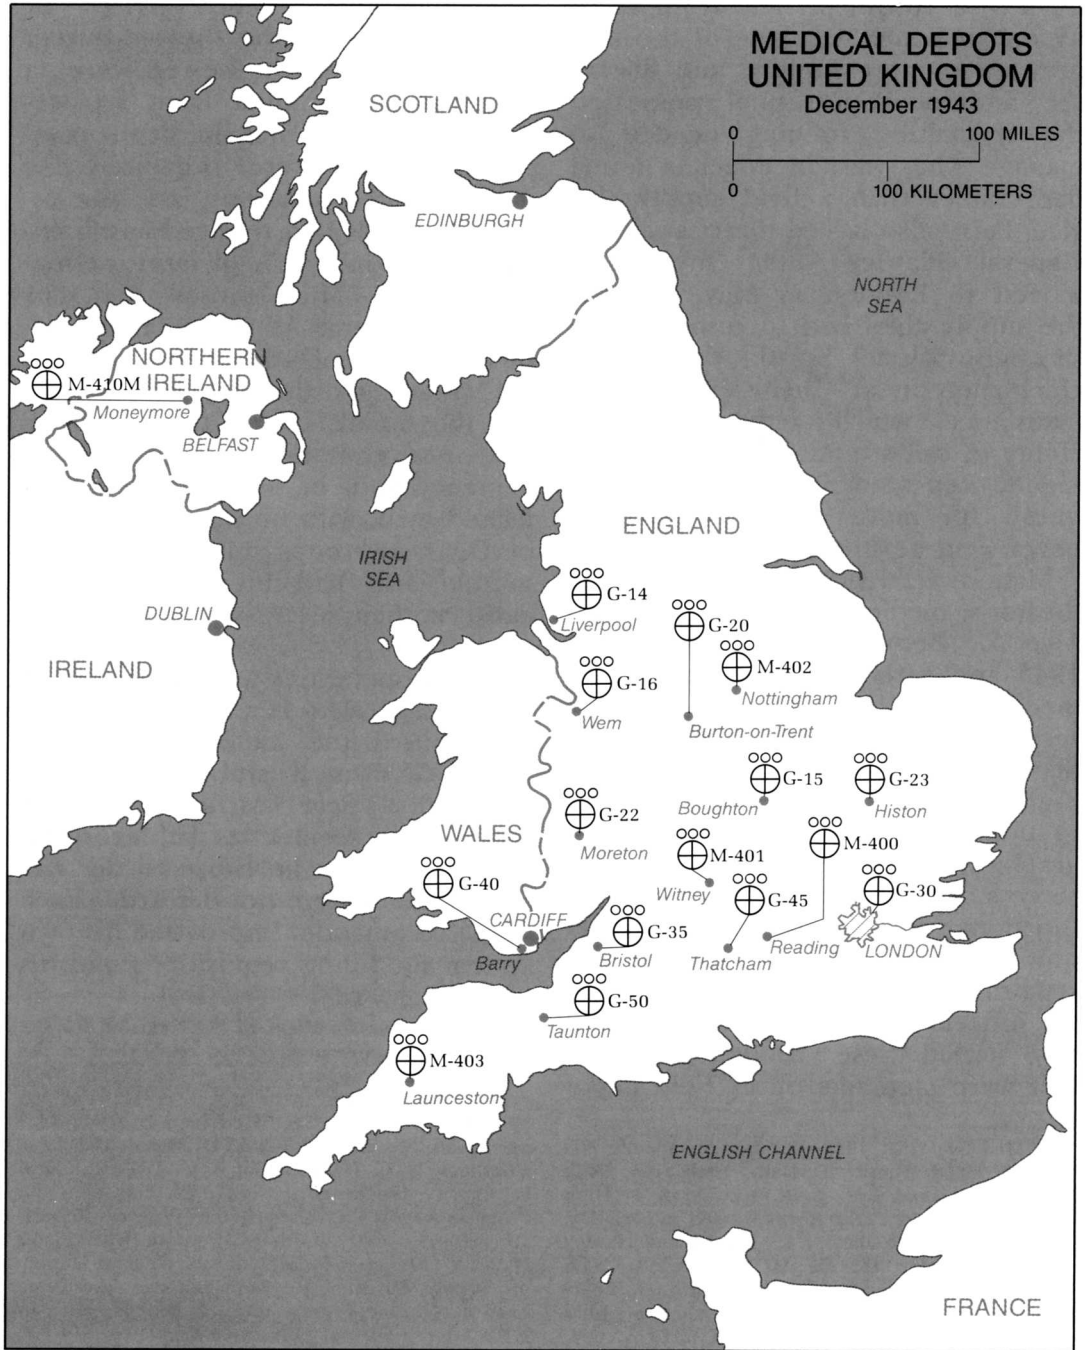 MEDICAL DEPOTS
UNITED KINGDOM
December 1943
0 100 MILES
0 100 KILOMETERS
SCOTLAND
EDINBURGH
NORTH
SEA
NORTHERN
IRELAND
M-410M
Moneymore
BELFAST
ENGLAND
IRISH
SEA
DUBLIN
IRELAND
G-14
Liverpool
G-20
M-402
Nottingham
G-16
Wem
Burton-on-Trent
G-15
Boughton
G-23
Histon
G-22
Moreton
WALES
M-400
M-401
Witney
G-40
G-45
G-30
CARDIFF
Barry
G-35
Bristol
Thatcham
Reading
LONDON
G-50
Taunton
M-403
Launceston
ENGLISH CHANNEL
FRANCE